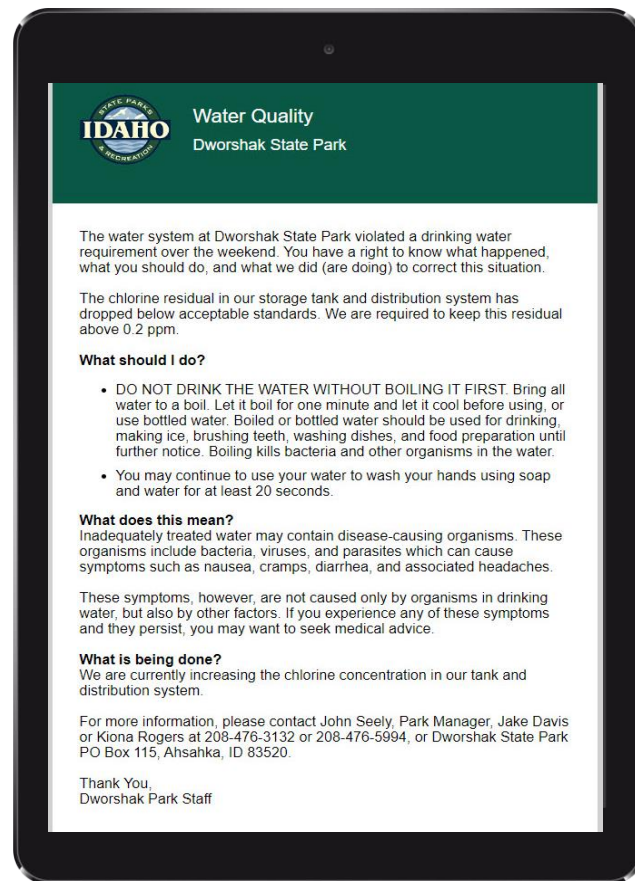 STATE PARKS
IDAHO
& RECREATION
Water Quality
Dworshak State Park
The water system at Dworshak State Park violated a drinking water
requirement over the weekend. You have a right to know what happened,
what you should do, and what we did (are doing) to correct this situation.
The chlorine residual in our storage tank and distribution system has
dropped below acceptable standards. We are required to keep this residual
above 0.2 ppm.
What should I do?
• DO NOT DRINK THE WATER WITHOUT BOILING IT FIRST. Bring all
water to a boil. Let it boil for one minute and let it cool before using, or
use bottled water. Boiled or bottled water should be used for drinking,
making ice, brushing teeth, washing dishes, and food preparation until
further notice. Boiling kills bacteria and other organisms in the water.
• You may continue to use your water to wash your hands using soap
and water for at least 20 seconds.
What does this mean?
Inadequately treated water may contain disease-causing organisms. These
organisms include bacteria, viruses, and parasites which can cause
symptoms such as nausea, cramps, diarrhea, and associated headaches.
These symptoms, however, are not caused only by organisms in drinking
water, but also by other factors. If you experience any of these symptoms
and they persist, you may want to seek medical advice.
What is being done?
We are currently increasing the chlorine concentration in our tank and
distribution system.
For more information, please contact John Seely, Park Manager, Jake Davis
or Kiona Rogers at 208-476-3132 or 208-476-5994, or Dworshak State Park
PO Box 115, Ahsahka, ID 83520.
Thank You,
Dworshak Park Staff